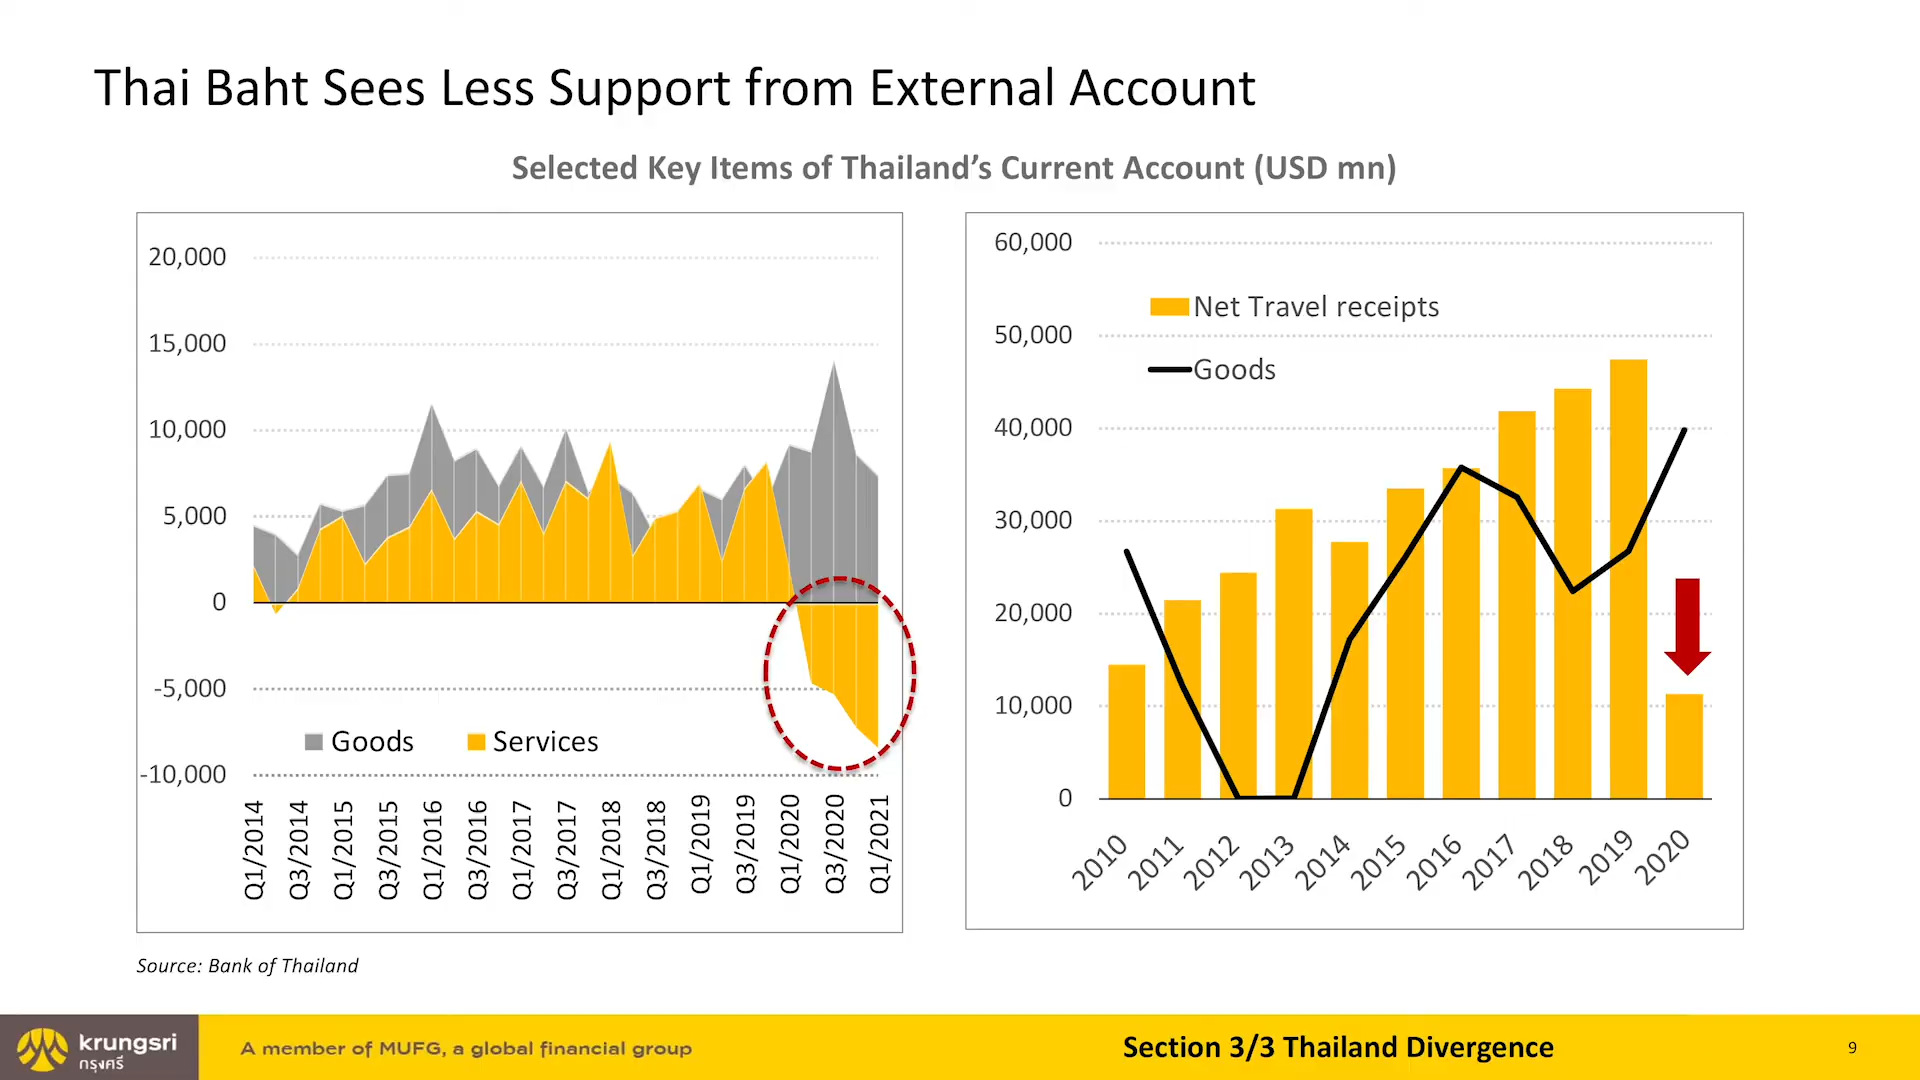 Thai Baht Sees Less Support from External Account
Selected Key Items of Thailand’s Current Account (USD mn)
20,000
15,000
10,000
5,000
0
-5,000
-10,000
Goods
Services
Q1/2014
Q3/2014
Q1/2015
Q3/2015
Q1/2016
Q3/2016
Q1/2017
Q3/2017
Q1/2018
Q3/2018
Q1/2019
Q3/2019
Q1/2020
Q3/2020
Q1/2021
60,000
50,000
40,000
30,000
20,000
10,000
0
Net Travel receipts
Goods
2010
2011
2012
2013
2014
2015
2016
2017
2018
2019
2020
Source: Bank of Thailand
krungsri
กรุงศรี
A member of MUFG, a global financial group
Section 3/3 Thailand Divergence
9